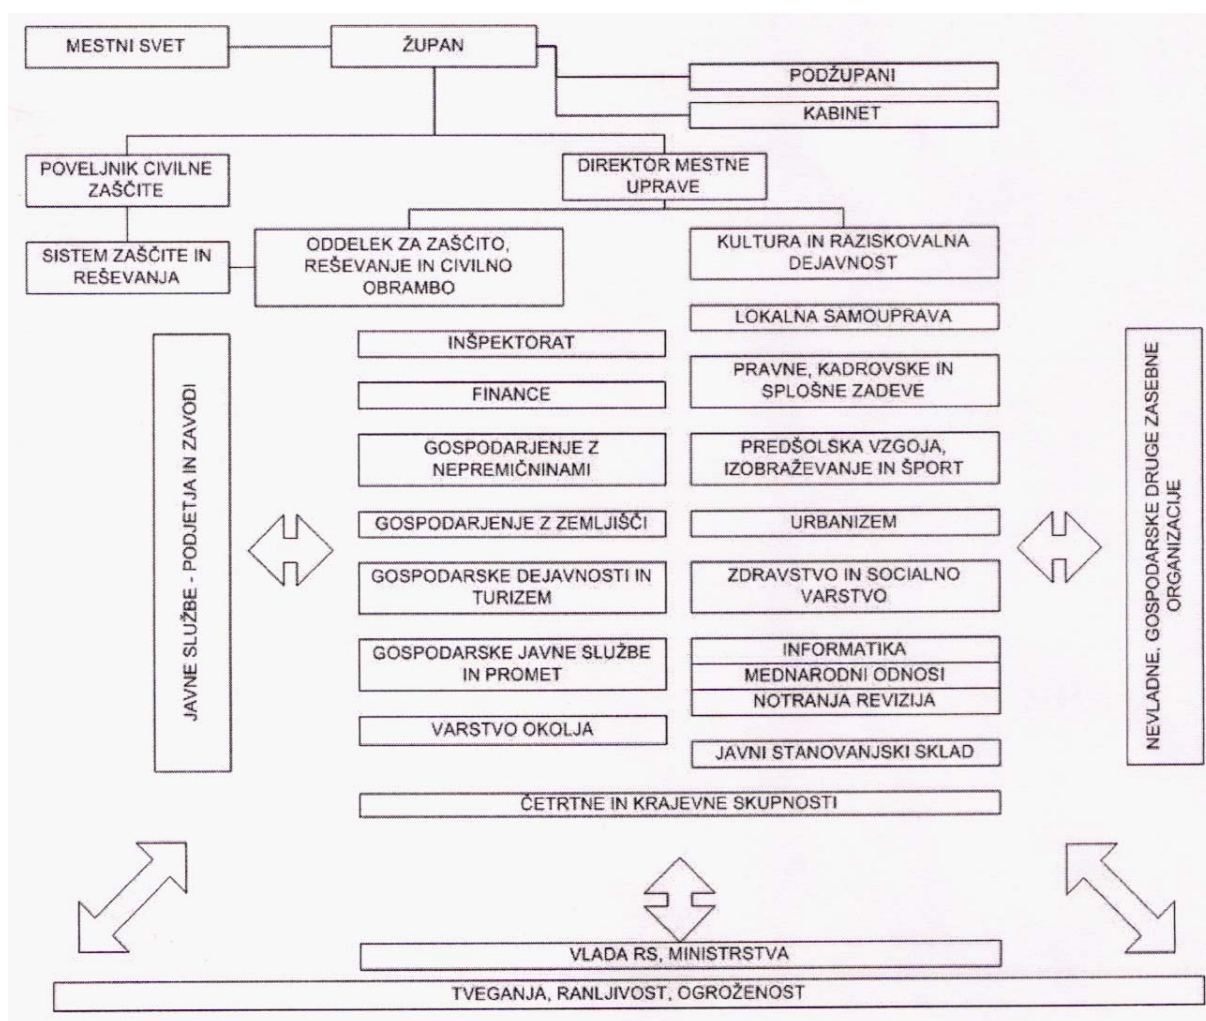 MESTNI SVET
ŽUPAN
PODŽUPANI
KABINET
POVELJNIK CIVILNE
ZAŠČITE
DIREKTOR MESTNE
UPRAVE
SISTEM ZAŠČITE IN
REŠEVANJA
ODDELEK ZA ZAŠČITO,
REŠEVANJE IN CIVILNO
OBRAMBO
KULTURA IN RAZISKOVALNA
DEJAVNOST
LOKALNA SAMOUPRAVA
INŠPEKTORAT
PRAVNE, KADROVSKE IN
SPLOŠNE ZADEVE
FINANCE
GOSPODARJENJE Z
NEPREMIČNINAMI
PREDŠOLSKA VZGOJA,
IZOBRAŽEVANJE IN ŠPORT
GOSPODARJENJE Z ZEMLJIŠČI
URBANIZEM
GOSPODARSKE DEJAVNOSTI IN
TURIZEM
ZDRAVSTVO IN SOCIALNO
VARSTVO
GOSPODARSKE JAVNE SLUŽBE
IN PROMET
INFORMATIKA
MEDNARODNI ODNOSI
NOTRANJA REVIZIJA
VARSTVO OKOLJA
JAVNI STANOVANJSKI SKLAD
ČETRTNE IN KRAJEVNE SKUPNOSTI
JAVNE SLUŽBE - PODJETJA IN ZAVODI
NEVLADNE, GOSPODARSKE DRUGE ZASEBNE
ORGANIZACIJE
VLADA RS, MINISTRSTVA
TVEGANJA, RANLJIVOST, OGROŽENOST